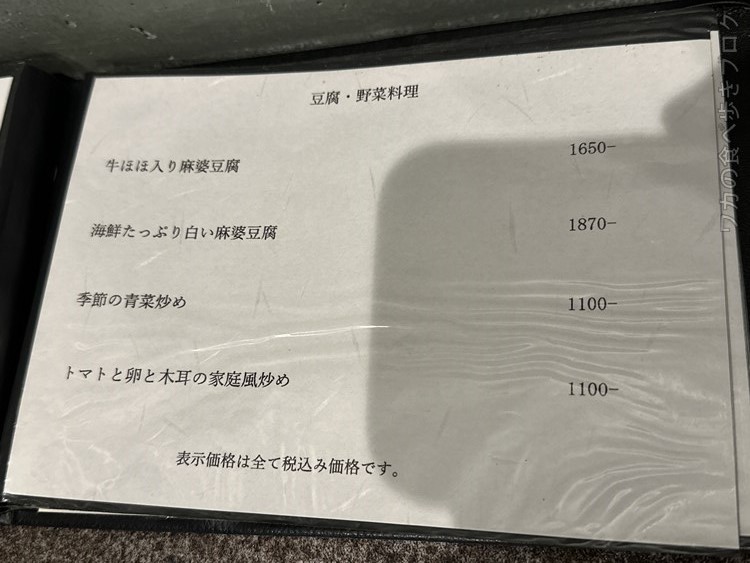 豆腐・野菜料理
牛ほほ入り麻婆豆腐 1650−
海鮮たっぷり白い麻婆豆腐 1870−
季節の青菜炒め 1100−
トマトと卵と木耳の家庭風炒め 1100−
表示価格は全て税込み価格です。
ワカの食べ歩きブログ